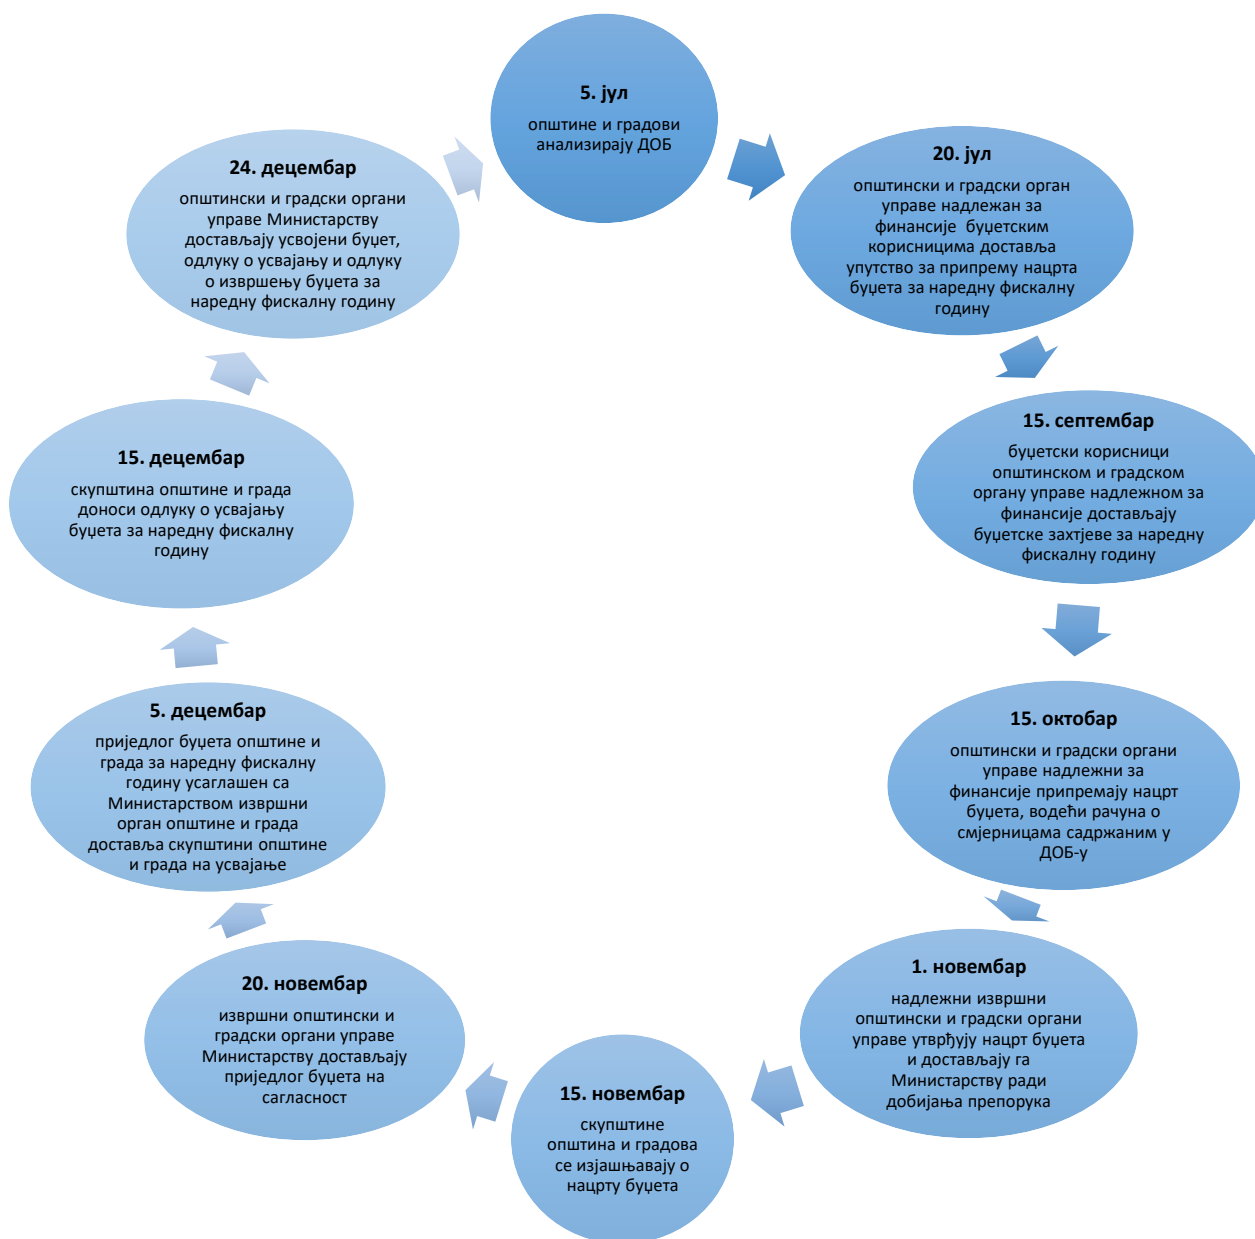 5. јул
општине и градови
анализирају ДОБ
20. јул
општински и градски орган
управе надлежан за
финансије буџетским
корисницима доставља
упутство за припрему нацрта
буџета за наредну фискалну
годину
15. септембар
буџетски корисници
општинском и градском
органу управе надлежном за
финансије достављају
буџетске захтјеве за наредну
фискалну годину
15. октобар
општински и градски органи
управе надлежни за
финансије припремају нацрт
буџета, водећи рачуна о
смјерницама садржаним у
ДОБ-у
1. новембар
надлежни извршни
општински и градски органи
управе утврђују нацрт буџета
и достављају га
Министарству ради
добијања препорука
15. новембар
скупштине
општина и градова
се изјашњавају о
нацрту буџета
20. новембар
извршни општински и
градски органи управе
Министарству достављају
приједлог буџета на
сагласност
5. децембар
приједлог буџета општине и
града за наредну фискалну
годину усаглашен са
Министарством извршни
орган општине и града
доставља скупштини општине
и града на усвајање
15. децембар
скупштина општине и града
доноси одлуку о усвајању
буџета за наредну фискалну
годину
24. децембар
општински и градски органи
управе Министарству
достављају усвојени буџет,
одлуку о усвајању и одлуку
о извршењу буџета за
наредну фискалну годину